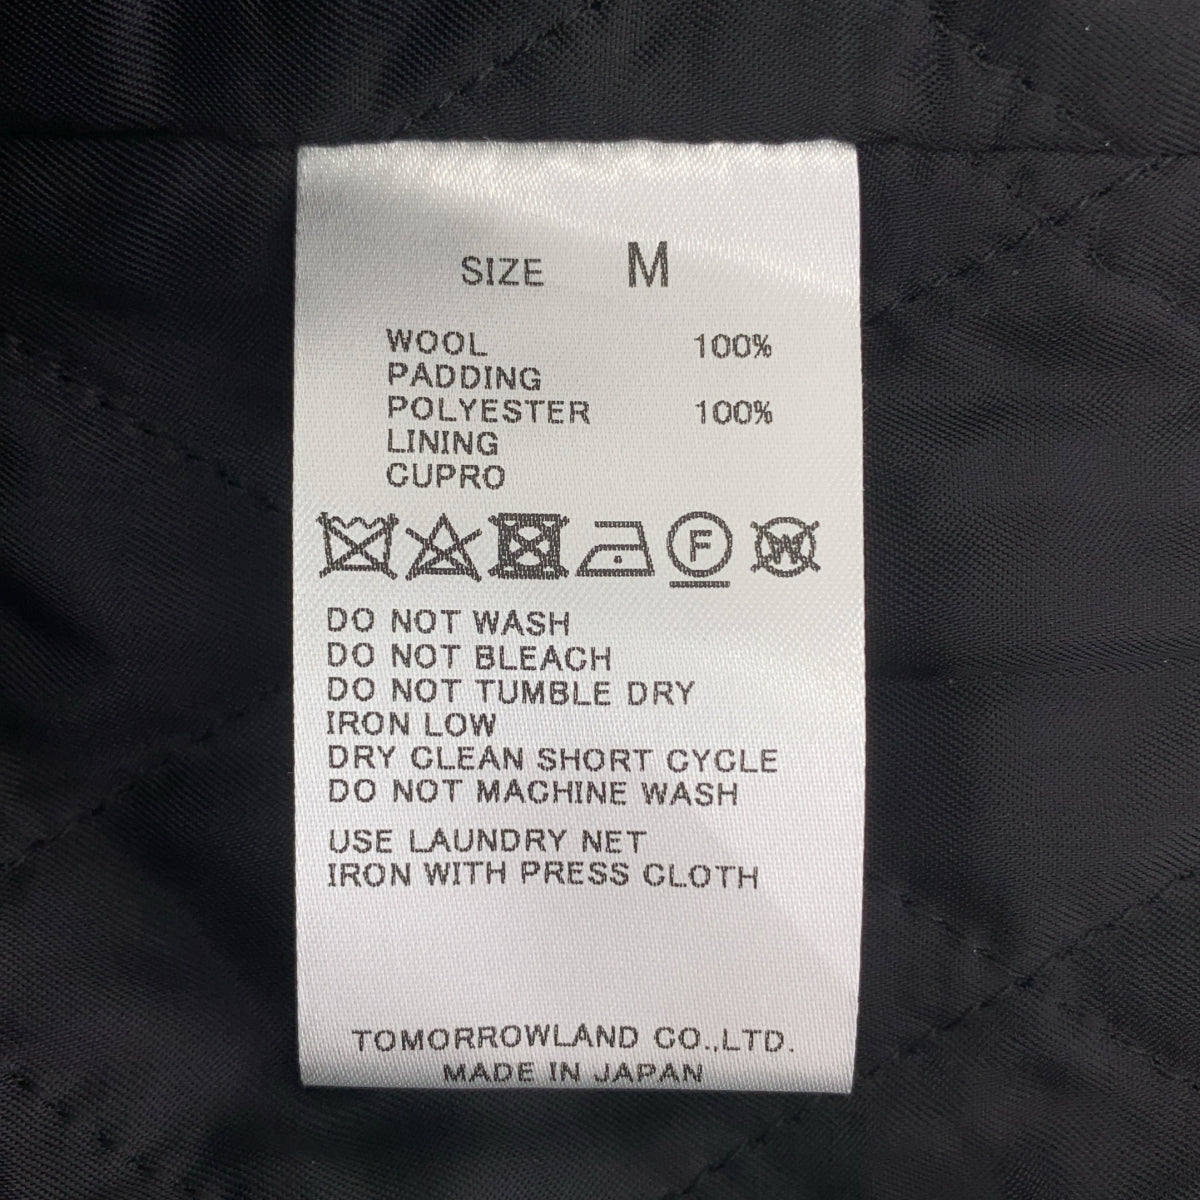 SIZE M
WOOL 100%
PADDING
POLYESTER 100%
LINING
CUPRO
F
W
DO NOT WASH
DO NOT BLEACH
DO NOT TUMBLE DRY
IRON LOW
DRY CLEAN SHORT CYCLE
DO NOT MACHINE WASH
USE LAUNDRY NET
IRON WITH PRESS CLOTH
TOMORROWLAND CO.,LTD.
MADE IN JAPAN